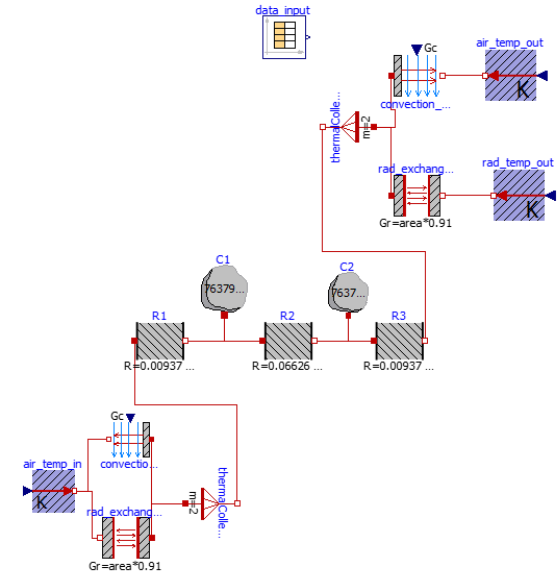 data_input
Gc
air_temp_out
K
convection_...
thermalColle...
m=2
rad_exchang...
rad_temp_out
K
Gr=area*0.91
C1
76379...
C2
7637...
R1
R2
R3
R=0.00937 ...
R=0.06626 ...
R=0.00937 ...
Gc
air_temp_in
K
convectio...
thermalColle...
m=2
rad_exchang...
Gr=area*0.91